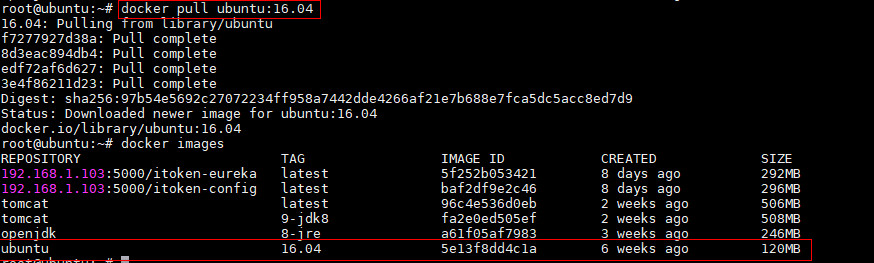 root@ubuntu:~# docker pull ubuntu:16.04
16.04: Pulling from library/ubuntu
f7277927d38a: Pull complete
8d3eac894db4: Pull complete
edf72af6d627: Pull complete
3e4f86211d23: Pull complete
Digest: sha256:97b54e5692c27072234ff958a7442dde4266af21e7b688e7fca5dc5acc8ed7d9
Status: Downloaded newer image for ubuntu:16.04
docker.io/library/ubuntu:16.04
root@ubuntu:~# docker images
REPOSITORY TAG IMAGE ID CREATED SIZE
192.168.1.103:5000/itoken-eureka latest 5f252b053421 8 days ago 292MB
192.168.1.103:5000/itoken-config latest baf2df9e2c46 8 days ago 296MB
tomcat latest 96c4e536d0eb 2 weeks ago 506MB
tomcat 9-jdk8 fa2e0ed505ef 2 weeks ago 508MB
openjdk 8-jre a61f05af7983 3 weeks ago 246MB
ubuntu 16.04 5e13f8dd4c1a 6 weeks ago 120MB
root@ubuntu:~#